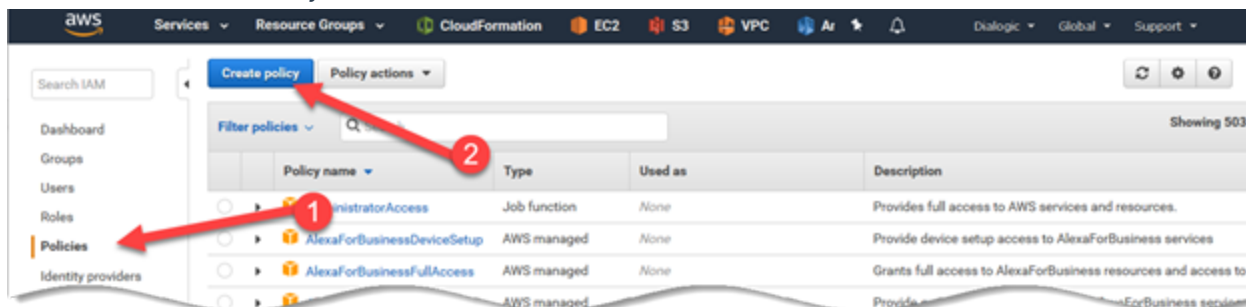 aws Services Resource Groups CloudFormation EC2 S3 VPC Dialogic Global Support
Search IAM
Create policy Policy actions
Dashboard
Filter policies
Showing 503
2
Groups
Policy name Type Used as Description
Users
Roles
1
AdministratorAccess Job function None Provides full access to AWS services and resources.
Policies
AlexaForBusinessDeviceSetup AWS managed None Provide device setup access to AlexaForBusiness services
Identity providers
AlexaForBusinessFullAccess AWS managed None Grants full access to AlexaForBusiness resources and access to
AWS managed None